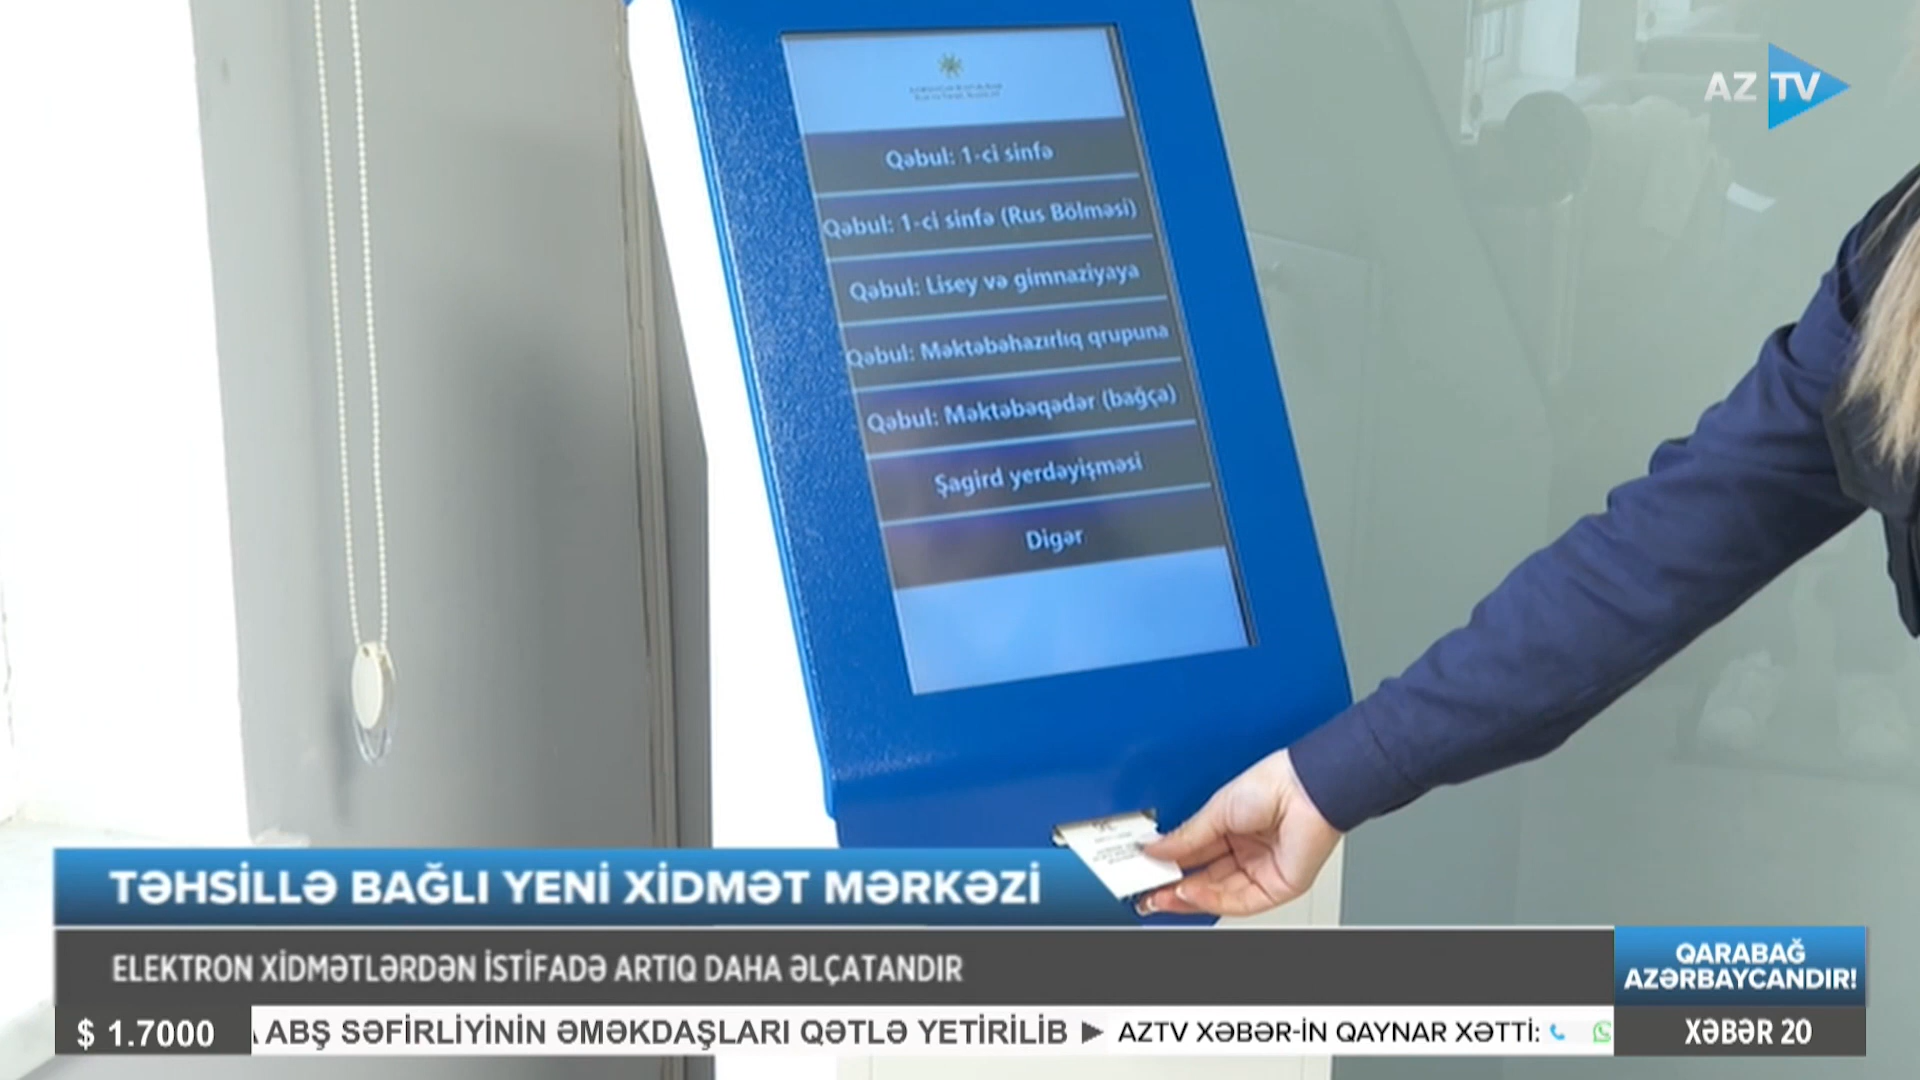 AZ TV
Qəbul: 1-ci sinfə
Qəbul: 1-ci sinfə (Rus Bölməsi)
Qəbul: Lisey və gimnaziyaya
Qəbul: Məktəbəhazırlıq qrupuna
Qəbul: Məktəbəqədər (bağça)
Şagird yerdəyişməsi
Digər
TƏHSİLLƏ BAĞLI YENİ XİDMƏT MƏRKƏZİ
ELEKTRON XİDMƏTLƏRDƏN İSTİFADƏ ARTIQ DAHA ƏLÇATANDIR
QARABAĞ
AZƏRBAYCANDIR!
$ 1.7000
ABŞ SƏFİRLİYİNİN ƏMƏKDAŞLARI QƏTLƏ YETİRİLİB ▶ AZTV XƏBƏR-İN QAYNAR XƏTTİ:
XƏBƏR 20